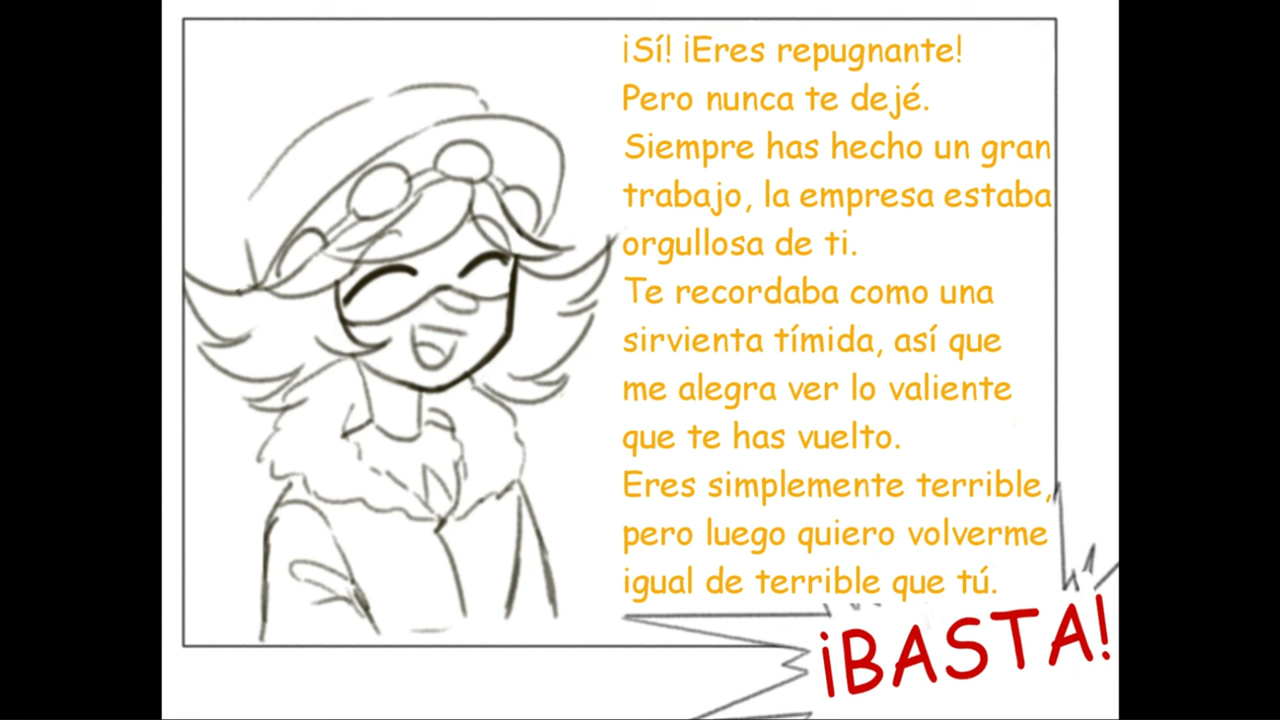 ¡Sí! ¡Eres repugnante!
Pero nunca te dejé.
Siempre has hecho un gran
trabajo, la empresa estaba
orgullosa de ti.
Te recordaba como una
sirvienta tímida, así que
me alegra ver lo valiente
que te has vuelto.
Eres simplemente terrible,
pero luego quiero volverme
igual de terrible que tú.
¡BASTA!